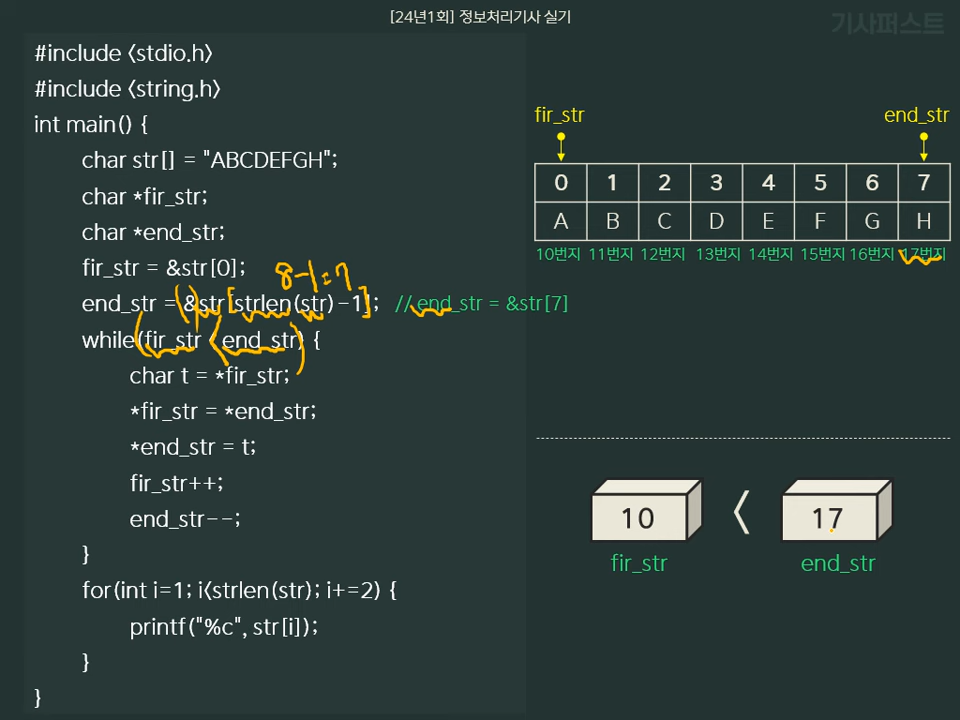 [24년1회] 정보처리기사 실기
기사퍼스트
#include <stdio.h>
#include <string.h>
int main() {
char str[] = "ABCDEFGH";
char *fir_str;
char *end_str;
fir_str = &str[0];
8-1=7
end_str = &str[strlen(str)-1]; // end_str = &str[7]
while(fir_str < end_str) {
char t = *fir_str;
*fir_str = *end_str;
*end_str = t;
fir_str++;
end_str--;
}
for(int i=1; i<strlen(str); i+=2) {
printf("%c", str[i]);
}
}
fir_str end_str
0 1 2 3 4 5 6 7
A B C D E F G H
10번지 11번지 12번지 13번지 14번지 15번지 16번지 17번지
10 < 17
fir_str end_str